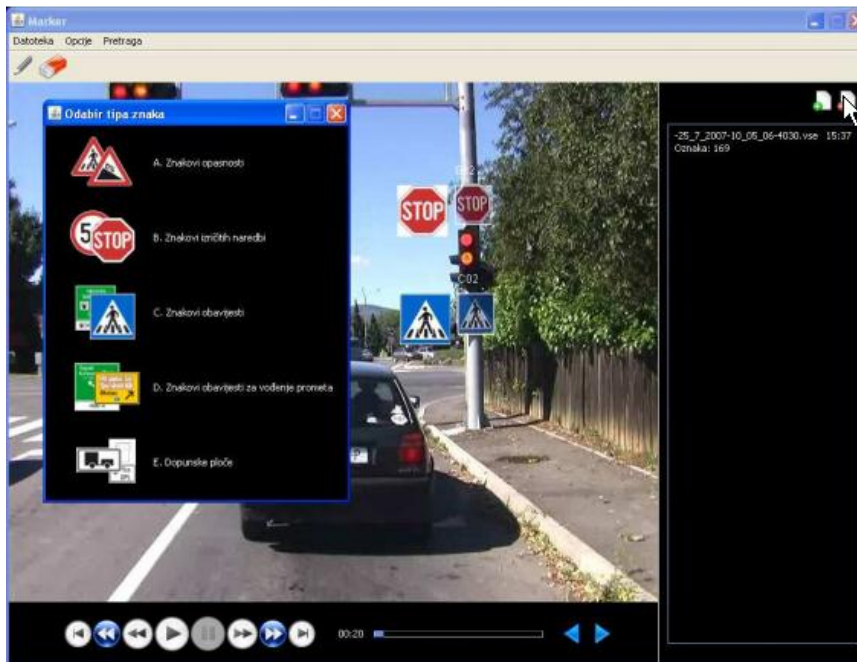 Marker
Datoteka Opcije Pretraga
Odabir tipa znaka
A. Znakovi opasnosti
B. Znakovi izričitih naredbi
C. Znakovi obavijesti
D. Znakovi obavijesti za vođenje prometa
E. Dopunske ploče
5 STOP
STOP STOP
C02
-25_7_2007-10_05_06-4030.vse 15:37
Oznaka: 169
00:20